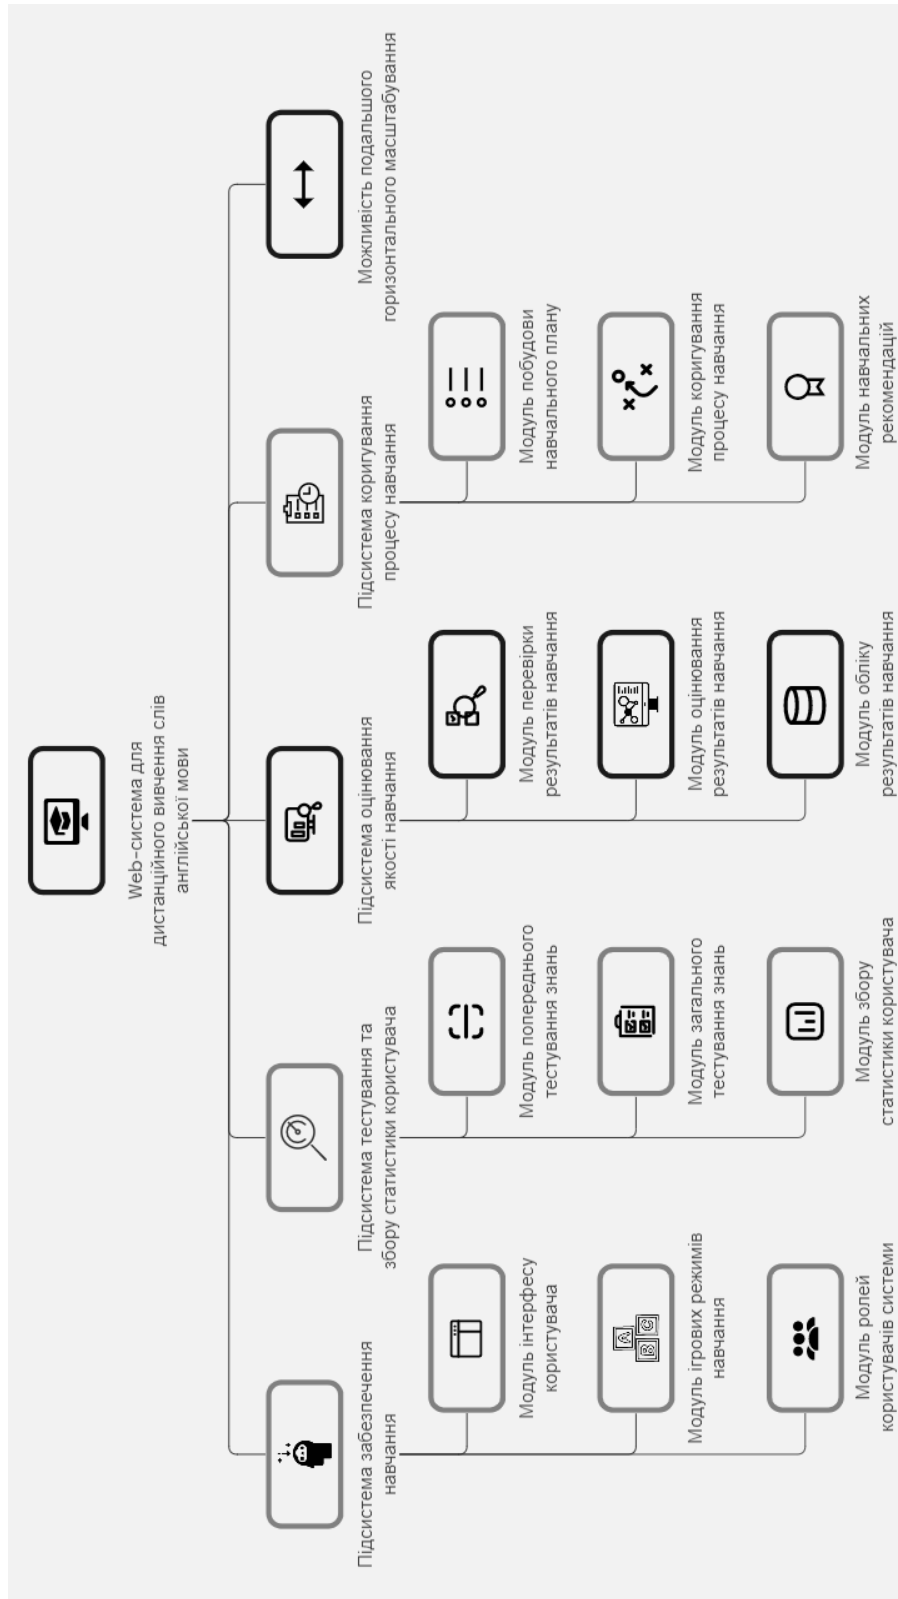 Web-система для
дистанційного вивчення слів
англійської мови
Підсистема забезпечення
навчання
Підсистема тестування та
збору статистики користувача
Підсистема оцінювання
якості навчання
Підсистема коригування
процесу навчання
Можливість подальшого
горизонтального масштабування
Модуль інтерфесу
користувача
Модуль попереднього
тестування знань
Модуль перевірки
результатів навчання
Модуль побудови
навчального плану
Модуль ігрових режимів
навчання
Модуль загального
тестування знань
Модуль оцінювання
результатів навчання
Модуль коригування
процесу навчання
Модуль ролей
користувачів системи
Модуль збору
статистики користувача
Модуль обліку
результатів навчання
Модуль навчальних
рекомендацій
A
B
C